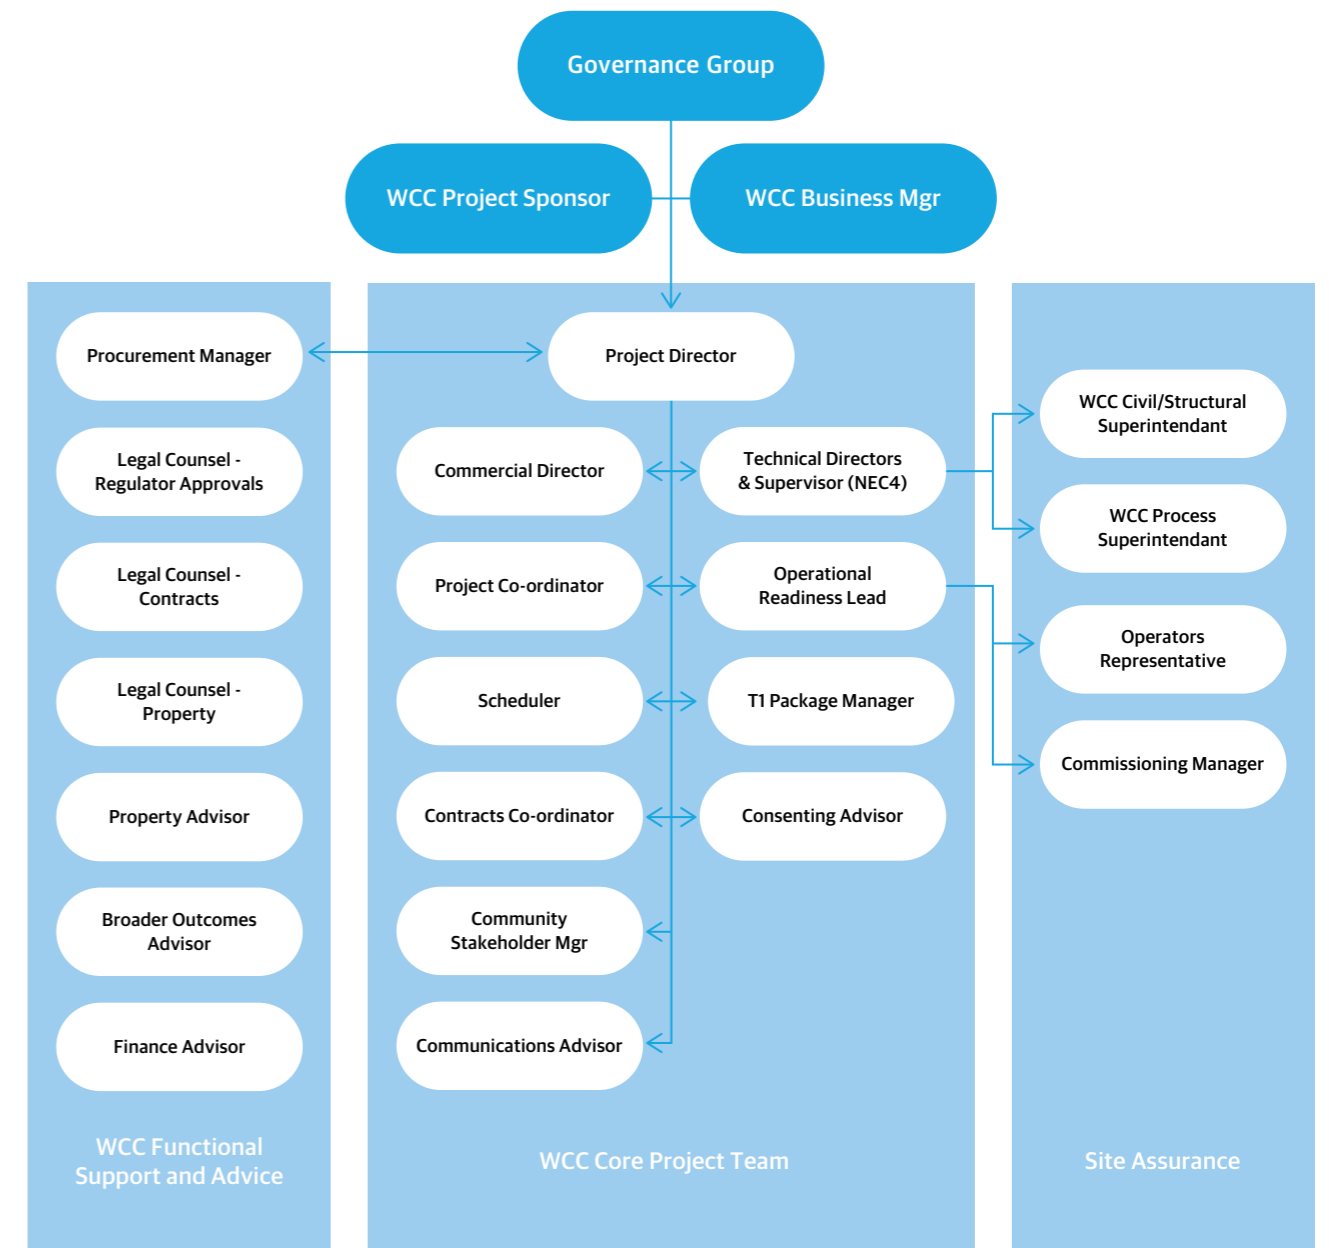 Governance Group
WCC Project Sponsor
WCC Business Mgr
Procurement Manager
Legal Counsel -
Regulator Approvals
Legal Counsel -
Contracts
Legal Counsel -
Property
Property Advisor
Broader Outcomes
Advisor
Finance Advisor
WCC Functional
Support and Advice
Project Director
Commercial Director
Technical Directors
& Supervisor (NEC4)
Project Co-ordinator
Operational
Readiness Lead
Scheduler
T1 Package Manager
Contracts Co-ordinator
Consenting Advisor
Community
Stakeholder Mgr
Communications Advisor
WCC Core Project Team
WCC Civil/Structural
Superintendant
WCC Process
Superintendant
Operators
Representative
Commissioning Manager
Site Assurance